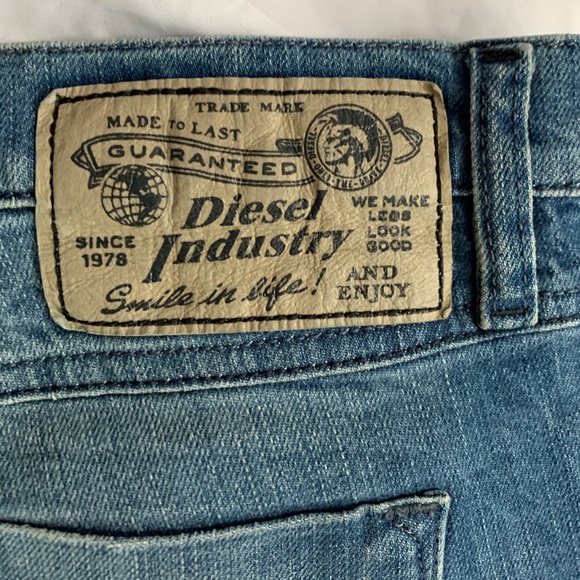 TRADE MARK
MADE TO LAST
GUARANTEED
Diesel
Industry
SINCE
1978
Smile in life!
WE MAKE
LEGS
LOOK
GOOD
AND
ENJOY